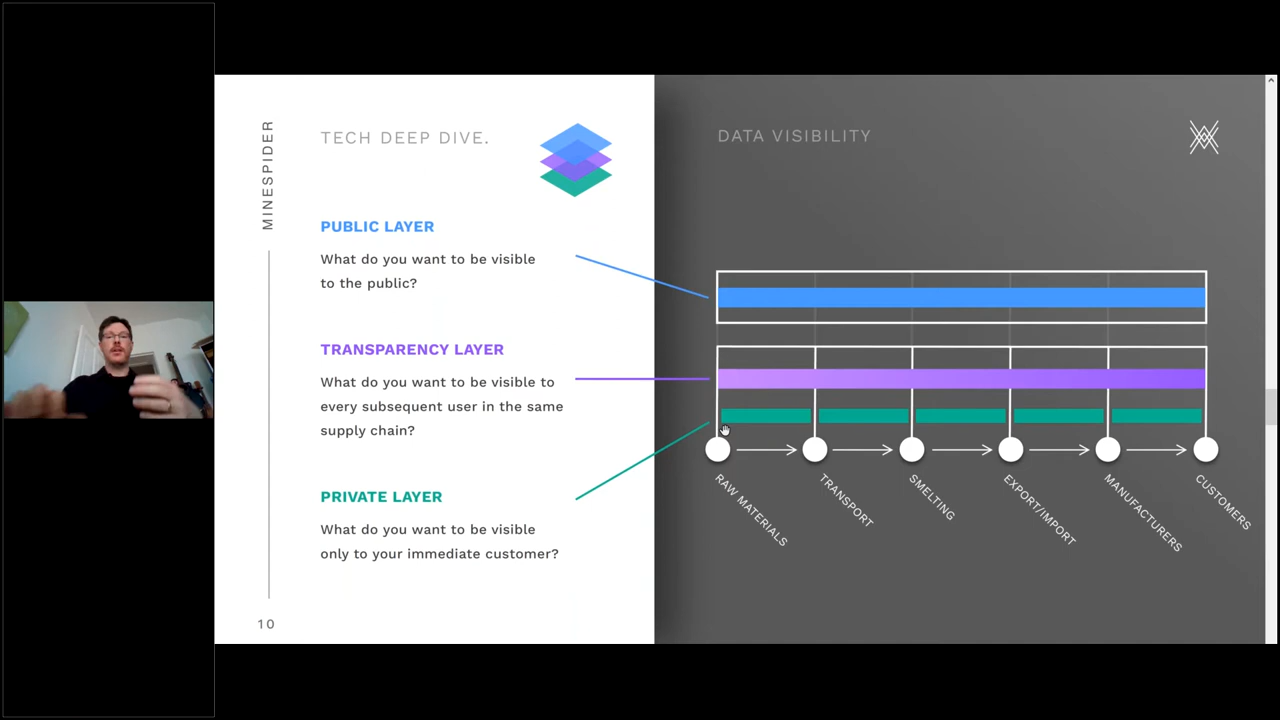 MINESPIDER
TECH DEEP DIVE.
PUBLIC LAYER
What do you want to be visible
to the public?
TRANSPARENCY LAYER
What do you want to be visible to
every subsequent user in the same
supply chain?
PRIVATE LAYER
What do you want to be visible
only to your immediate customer?
10
DATA VISIBILITY
RAW MATERIALS
TRANSPORT
SMELTING
EXPORT/IMPORT
MANUFACTURERS
CUSTOMERS